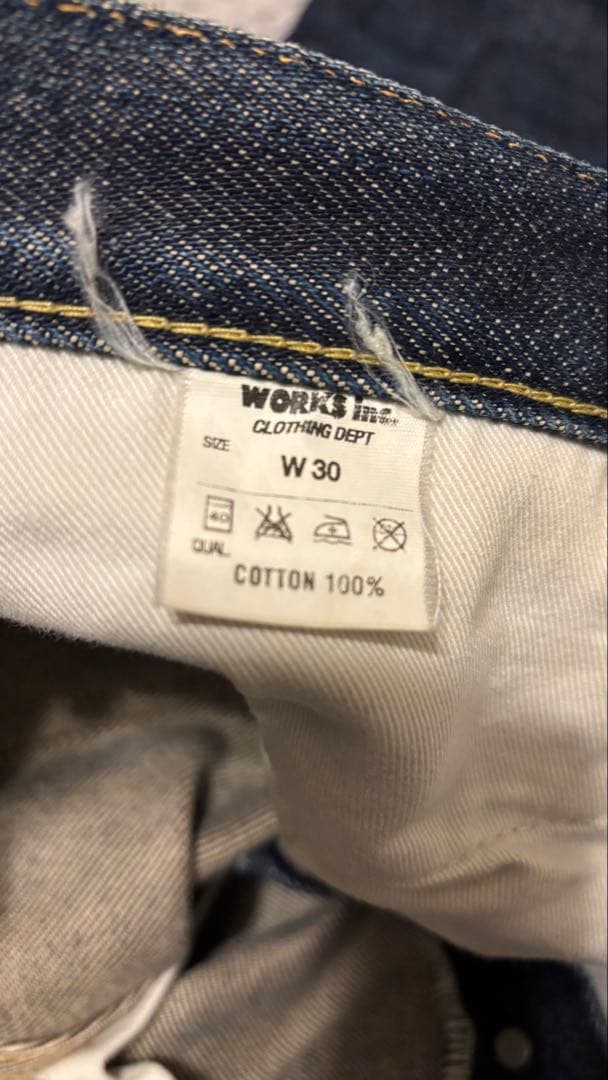 WORKS inc.
CLOTHING DEPT
SIZE
W 30
40
QUAL.
COTTON 100%